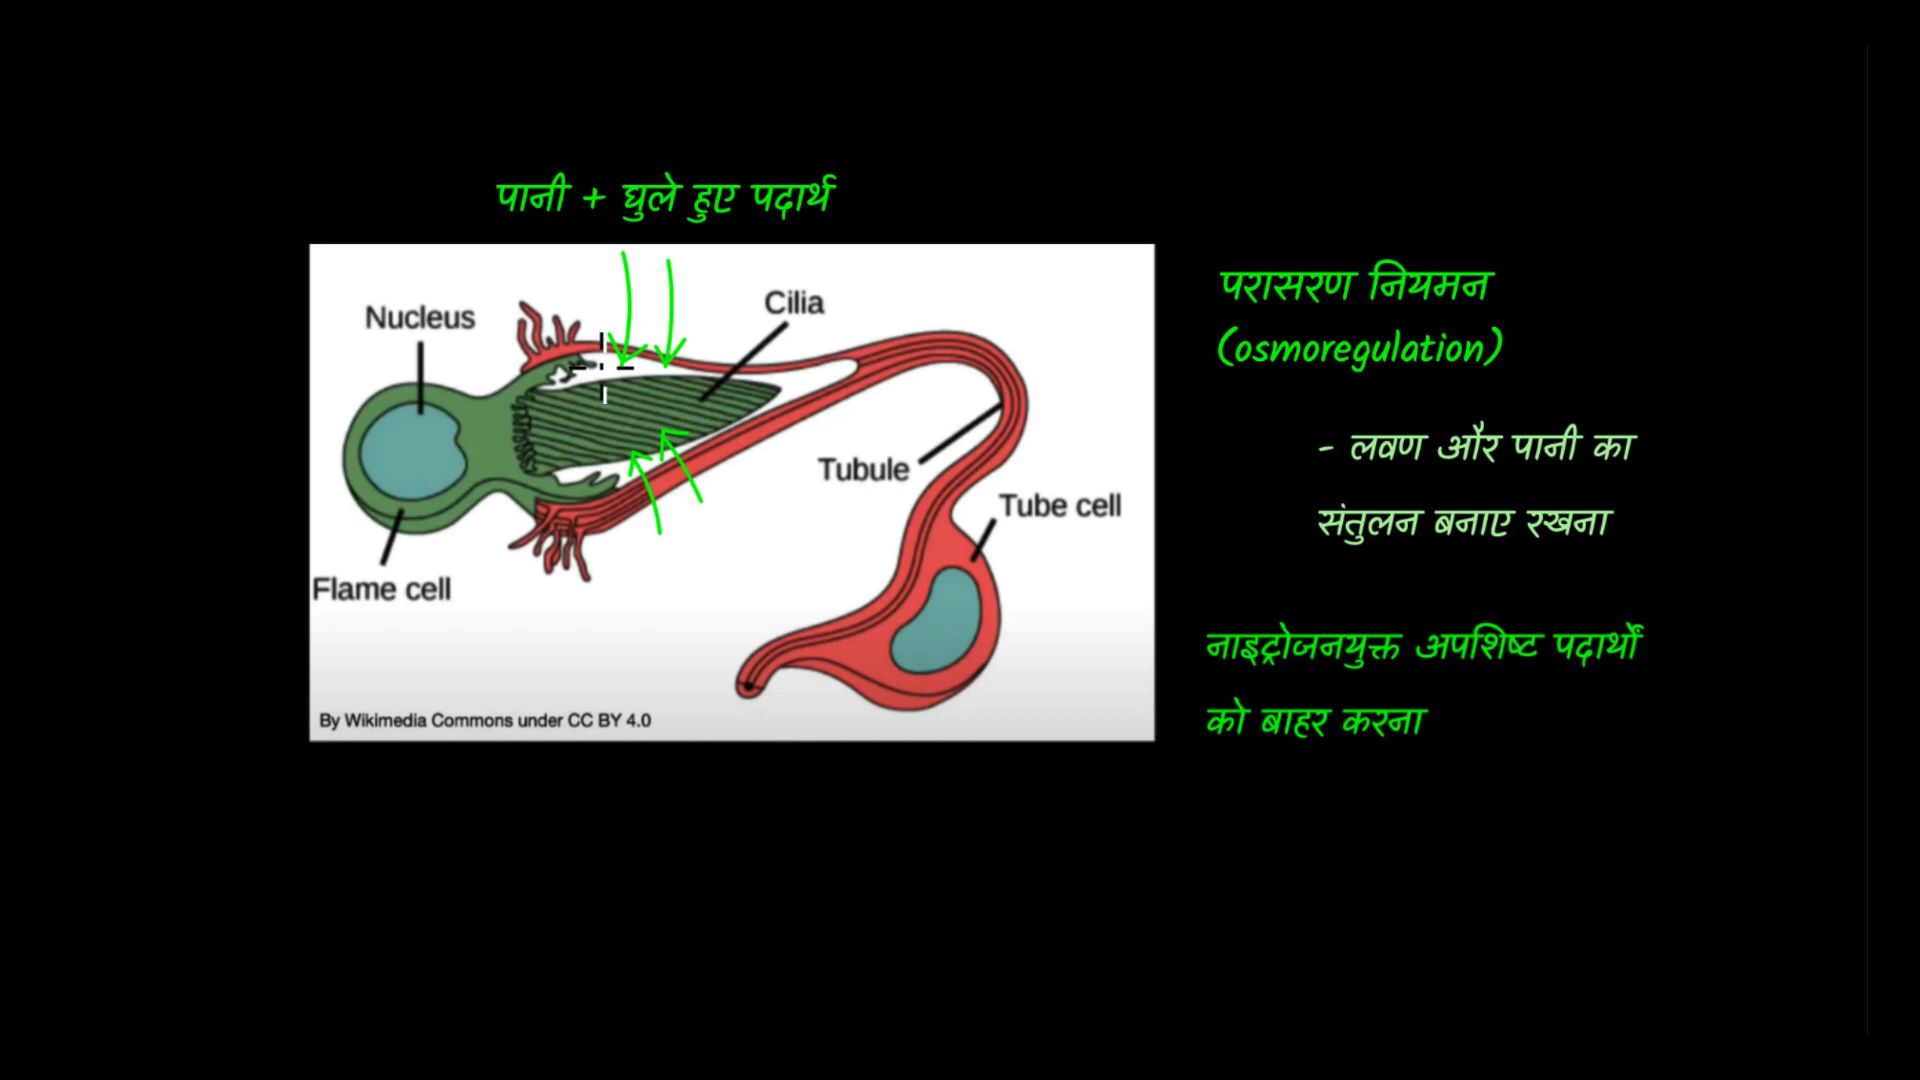 पानी + घुले हुए पदार्थ
Nucleus
Cilia
Tubule
Tube cell
Flame cell
By Wikimedia Commons under CC BY 4.0
परासरण नियमन
(osmoregulation)
- लवण और पानी का
संतुलन बनाए रखना
नाइट्रोजनयुक्त अपशिष्ट पदार्थों
को बाहर करना